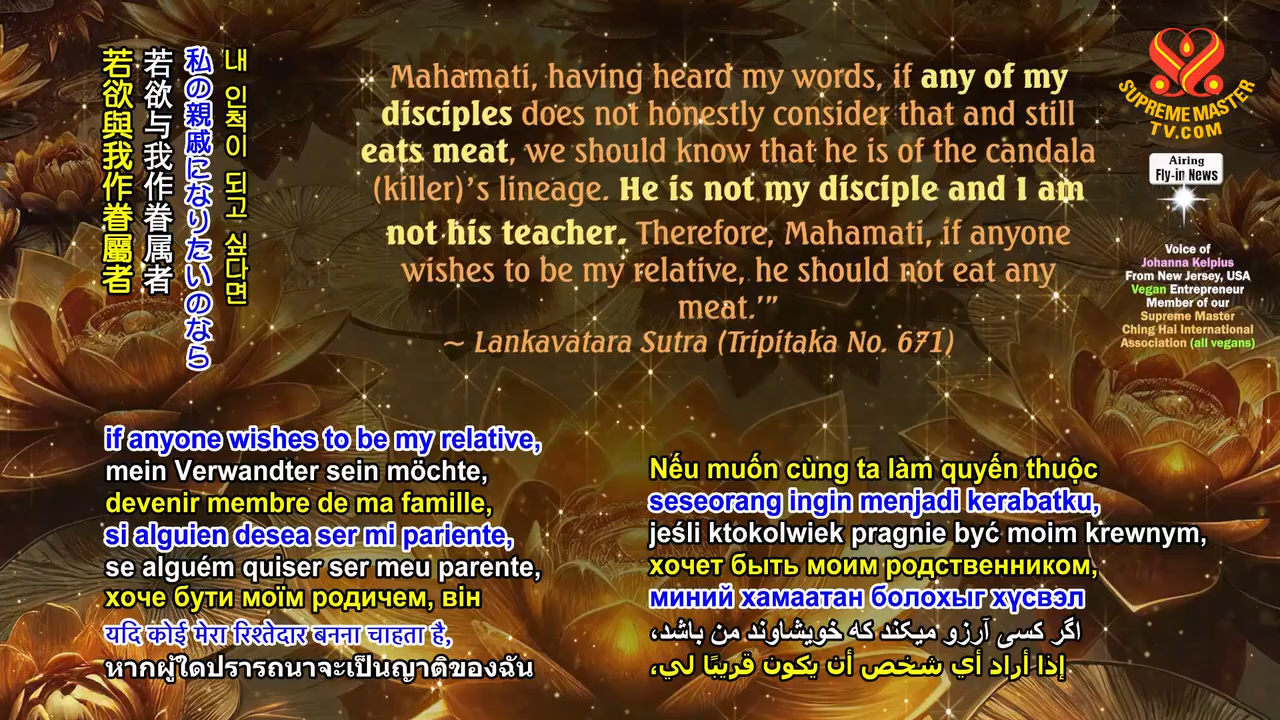 내 인척이 되고 싶다면
私の親戚になりたいのなら
若欲与我作眷属者
若欲與我作眷屬者
Mahamati, having heard my words, if any of my
disciples does not honestly consider that and still
eats meat, we should know that he is of the candala
(killer)’s lineage. He is not my disciple and I am
not his teacher. Therefore, Mahamati, if anyone
wishes to be my relative, he should not eat any
meat.’”
~ Lankavatara Sutra (Tripitaka No. 671)
SUPREME MASTER
TV.COM
Airing
Fly-in News
Voice of
Johanna Kelpius
From New Jersey, USA
Vegan Entrepreneur
Member of our
Supreme Master
Ching Hai International
Association (all vegans)
if anyone wishes to be my relative,
mein Verwandter sein möchte,
devenir membre de ma famille,
si alguien desea ser mi pariente,
se alguém quiser ser meu parente,
хоче бути моїм родичем, він
यदि कोई मेरा रिश्तेदार बनना चाहता है,
หากผู้ใดปรารถนาจะเป็นญาติของฉัน
Nếu muốn cùng ta làm quyến thuộc
seseorang ingin menjadi kerabatku,
jeśli ktokolwiek pragnie być moim krewnym,
хочет быть моим родственником,
миний хамаатан болохыг хүсвэл
اگر کسی آرزو میکند که خویشاوند من باشد،
إذا أراد أي شخص أن يكون قريبًا لي،